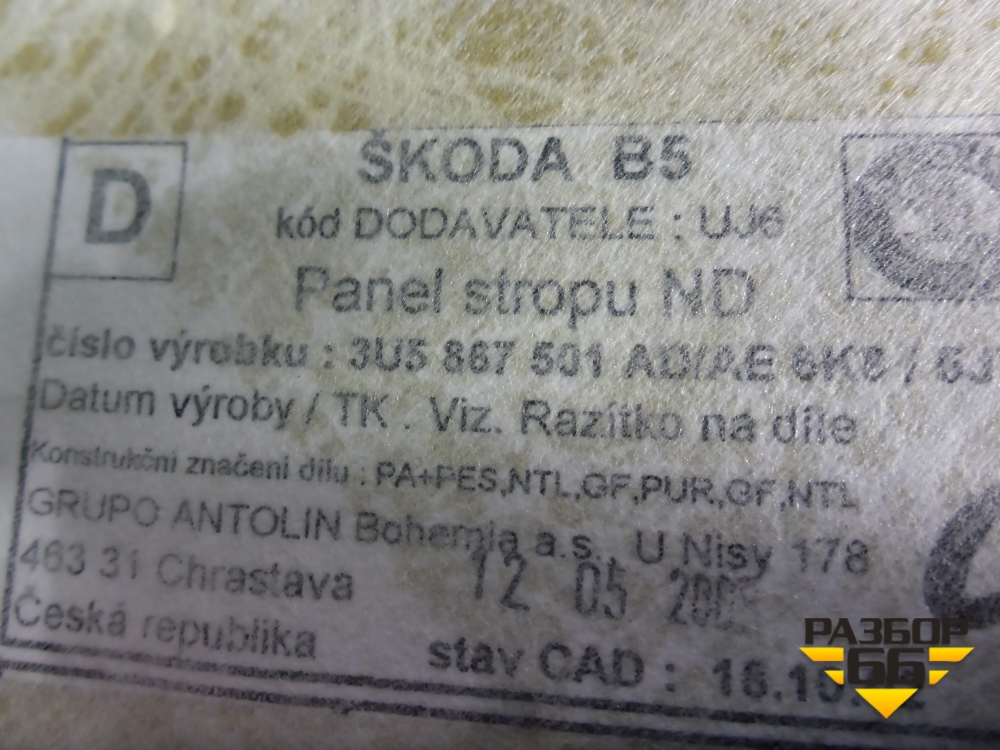 D
ŠKODA B5
kód DODAVATELE : UJ6
Panel stropu ND
číslo výrobku : 3U5 867 501 AD/AE 6K8 /
Datum výroby / TK . Viz. Razítko na díle
Konstrukční značení dílu : PA+PES,NTL,GF,PUR,GF,NTL
GRUPO ANTOLIN Bohemia a.s., U Nisy 178
463 31 Chrastava
12 05
Česká republika
stav CAD :
РАЗБОР
66